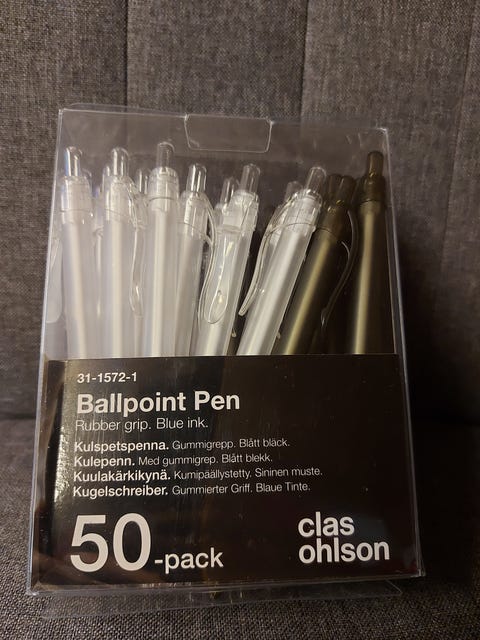 31-1572-1
Ballpoint Pen
Rubber grip. Blue ink.
Kulspetspenna. Gummigrepp. Blått bläck.
Kulepenn. Med gummigrep. Blått blekk.
Kuulakärkikynä. Kumipäällystetty. Sininen muste.
Kugelschreiber. Gummierter Griff. Blaue Tinte.
50-pack
clas
ohlson